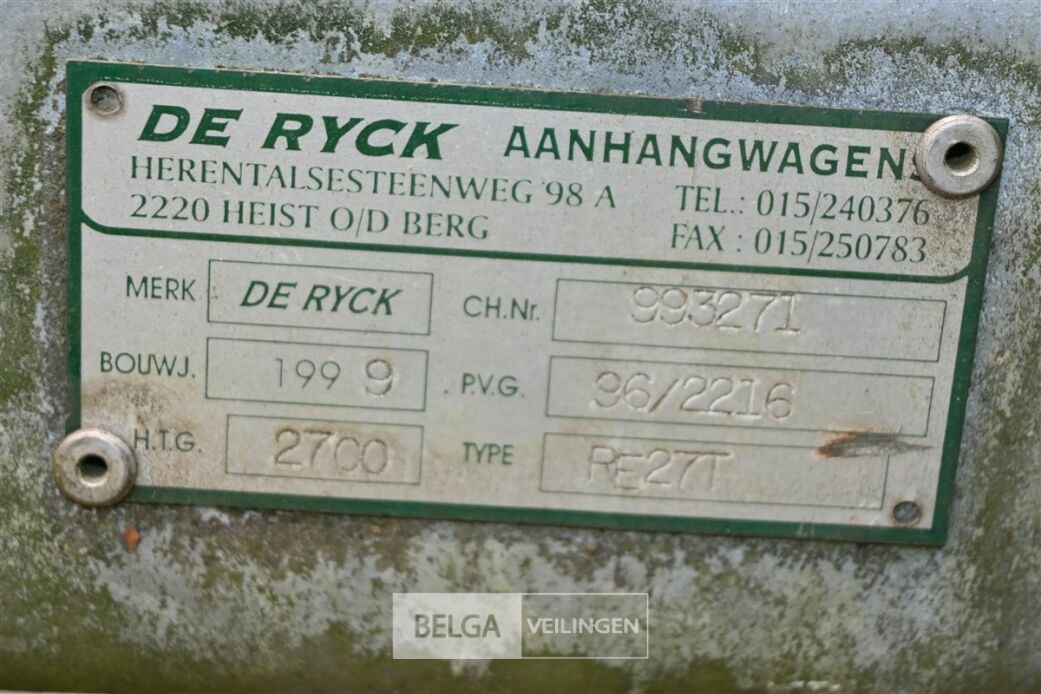 DE RYCK AANHANGWAGENS
HERENTALSESTEENWEG 98 A TEL.: 015/240376
2220 HEIST O/D BERG FAX : 015/250783
MERK DE RYCK CH.Nr. 993271
BOUWJ. 199 9 P.V.G. 96/2216
H.T.G. 2700 TYPE RE27T
BELGA VEILINGEN